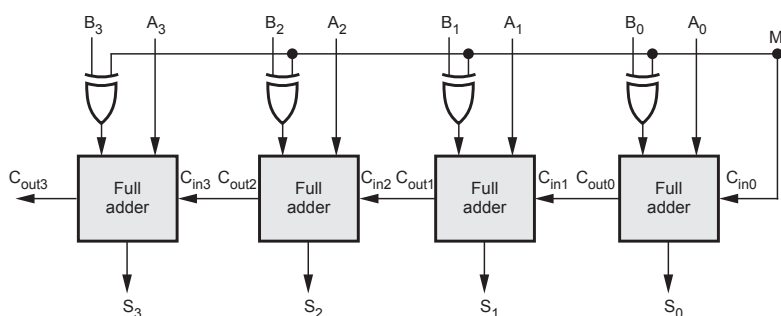 B3 A3 B2 A2 B1 A1 B0 A0 M
Cout3 Full adder Cin3 Cout2 Full adder Cin2 Cout1 Full adder Cin1 Cout0 Full adder Cin0
S3 S2 S1 S0